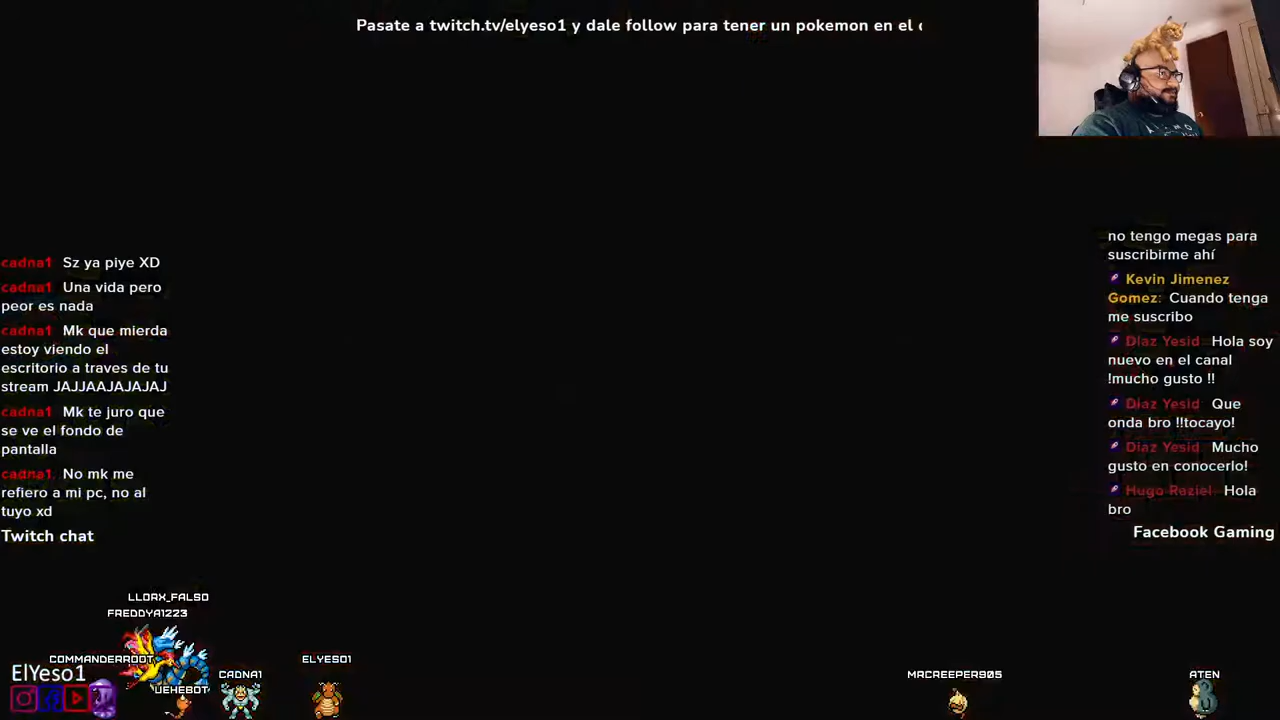 Pasate a twitch.tv/elyeso1 y dale follow para tener un pokemon en el
cadna1 Sz ya piye XD
cadna1 Una vida pero
peor es nada
cadna1 Mk que mierda
estoy viendo el
escritorio a traves de tu
stream JAJJAAJAJAJAJ
cadna1 Mk te juro que
se ve el fondo de
pantalla
cadna1 No mk me
refiero a mi pc, no al
tuyo xd
Twitch chat
no tengo megas para
suscribirme ahí
Kevin Jimenez
Gomez: Cuando tenga
me suscribo
Diaz Yesid Hola soy
nuevo en el canal
!mucho gusto !!
Diaz Yesid Que
onda bro !!tocayo!
Diaz Yesid Mucho
gusto en conocerlo!
Hugo Raziel Hola
bro
Facebook Gaming
LLORX_FALSO
FREDDYA1223
COMMANDERROOT
ElYeso1
UEHEBOT
CADNA1
ELYESO1
MACREEPER905
ATEN